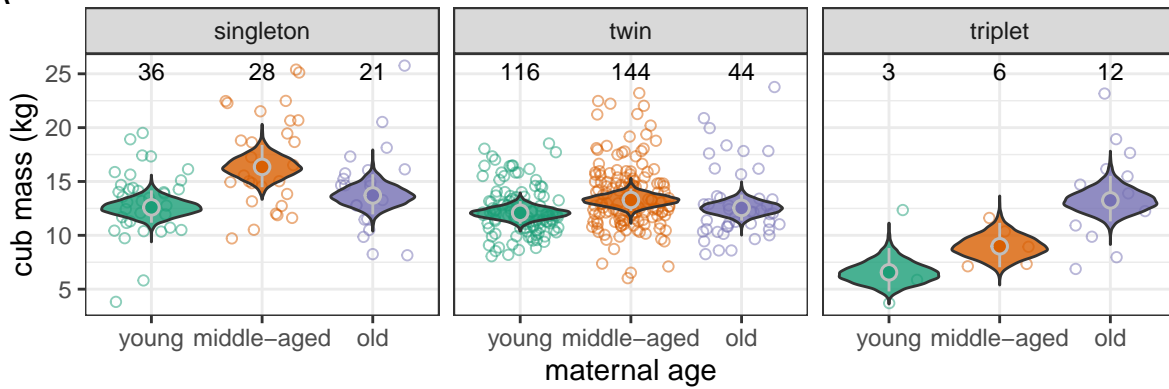 singleton twin triplet
36 28 21 116 144 44 3 6 12
25
20
15
10
5
cub mass (kg)
young middle−aged old young middle−aged old young middle−aged old
maternal age